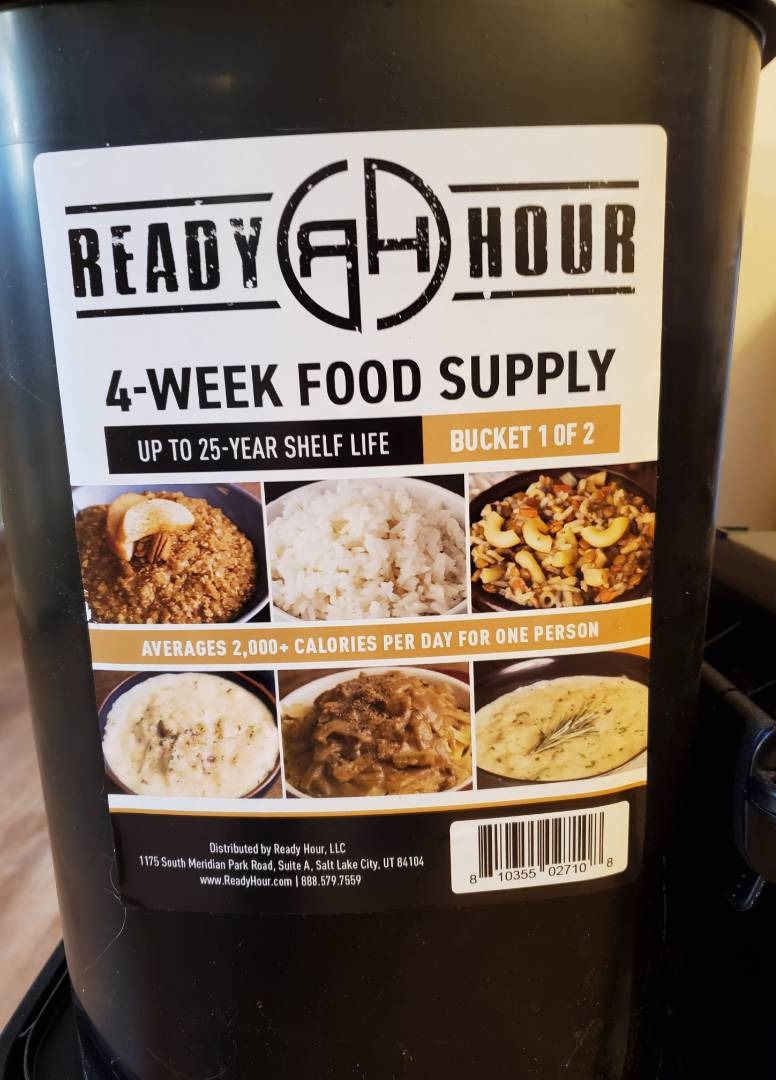 READY RH HOUR
4-WEEK FOOD SUPPLY
UP TO 25-YEAR SHELF LIFE BUCKET 1 OF 2
AVERAGES 2,000+ CALORIES PER DAY FOR ONE PERSON
Distributed by Ready Hour, LLC
1175 South Meridian Park Road, Suite A, Salt Lake City, UT 84104
www.ReadyHour.com | 888.579.7559
8 10355 02710 8